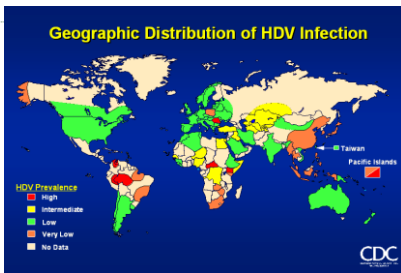 Geographic Distribution of HDV Infection
Taiwan
Pacific Islands
HDV Prevalence
High
Intermediate
Low
Very Low
No Data
CDC